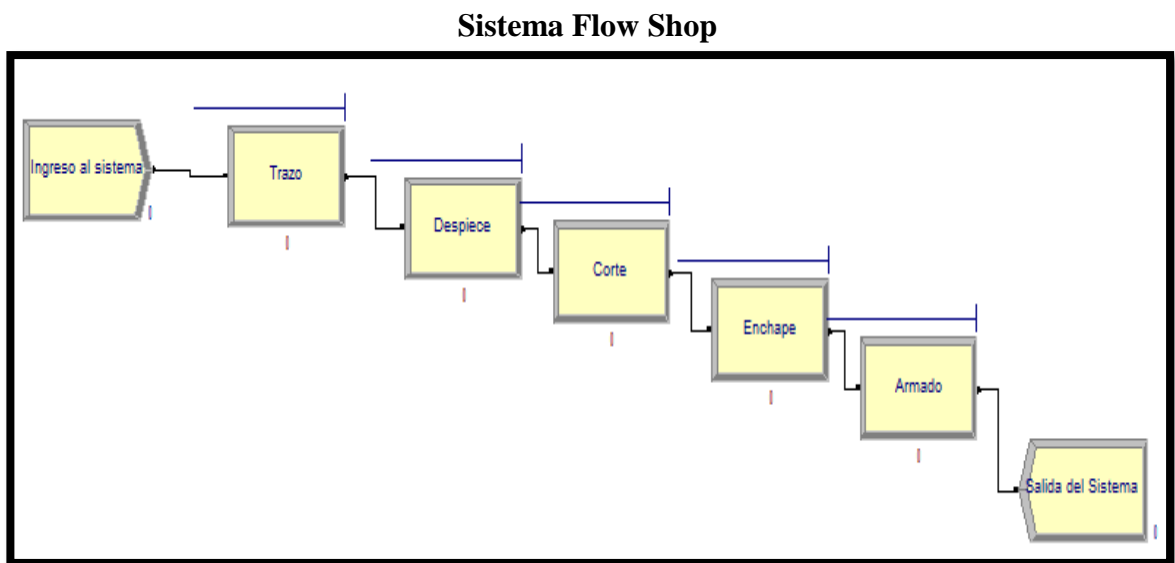 Sistema Flow Shop
Ingreso al sistema
Trazo
Despiece
Corte
Enchape
Armado
Salida del Sistema